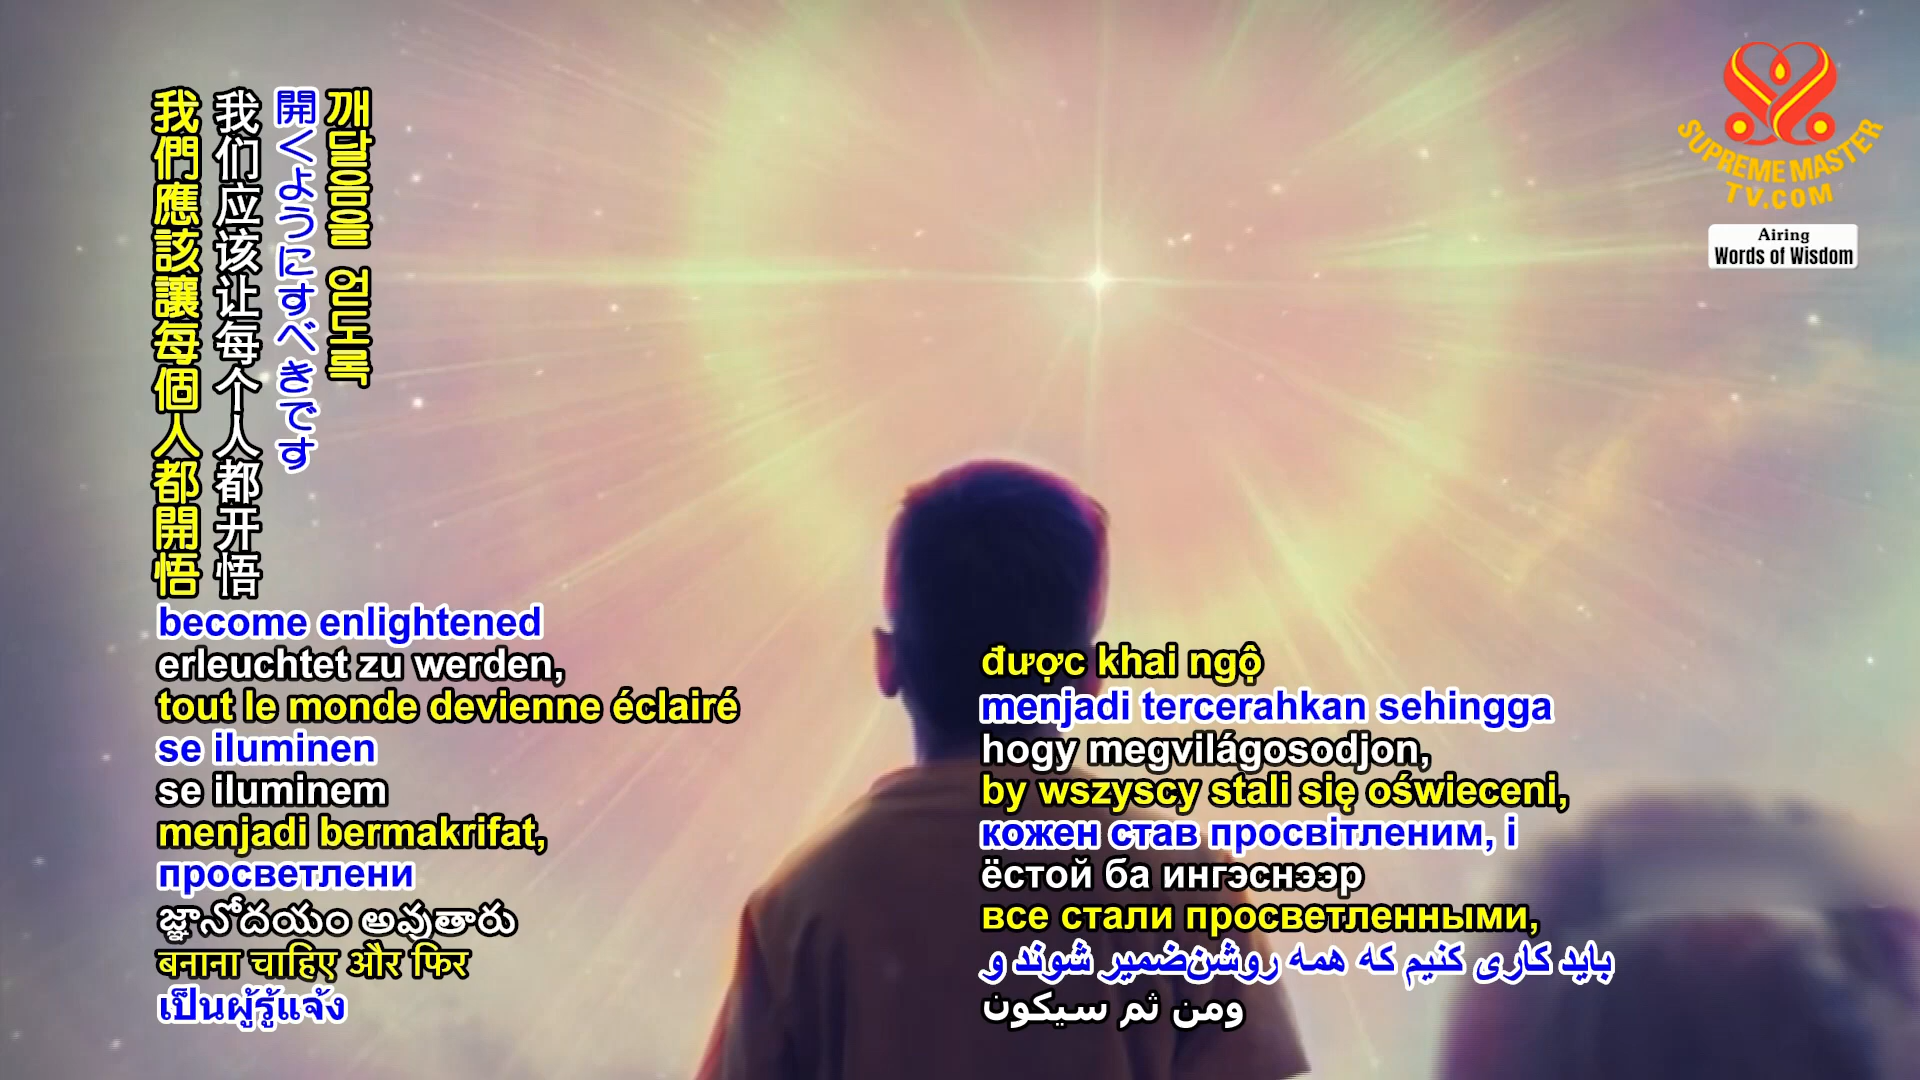 我們應該讓每個人都開悟
我们应该让每个人都开悟
開くようにすべきです
깨달음을 얻도록
become enlightened
erleuchtet zu werden,
tout le monde devienne éclairé
se iluminen
se iluminem
menjadi bermakrifat,
просветлени
జ్ఞానోదయం అవుతారు
बनाना चाहिए और फिर
เป็นผู้รู้แจ้ง
được khai ngộ
menjadi tercerahkan sehingga
hogy megvilágosodjon,
by wszyscy stali się oświeceni,
кожен став просвітленим, і
ёстой ба ингэснээр
все стали просветленными,
باید کاری کنیم که همه روشن‌ضمیر شوند و
ومن ثم سيكون
SUPREME MASTER
TV.COM
Airing
Words of Wisdom